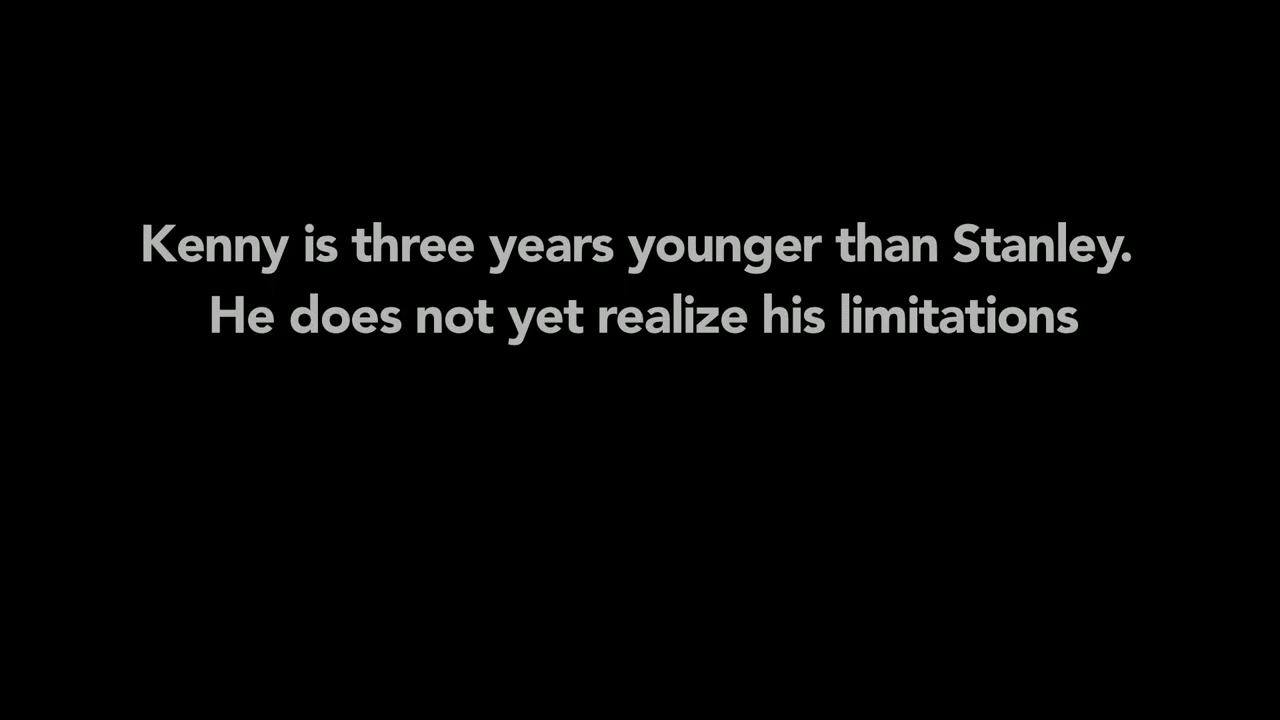 Kenny is three years younger than Stanley.
He does not yet realize his limitations